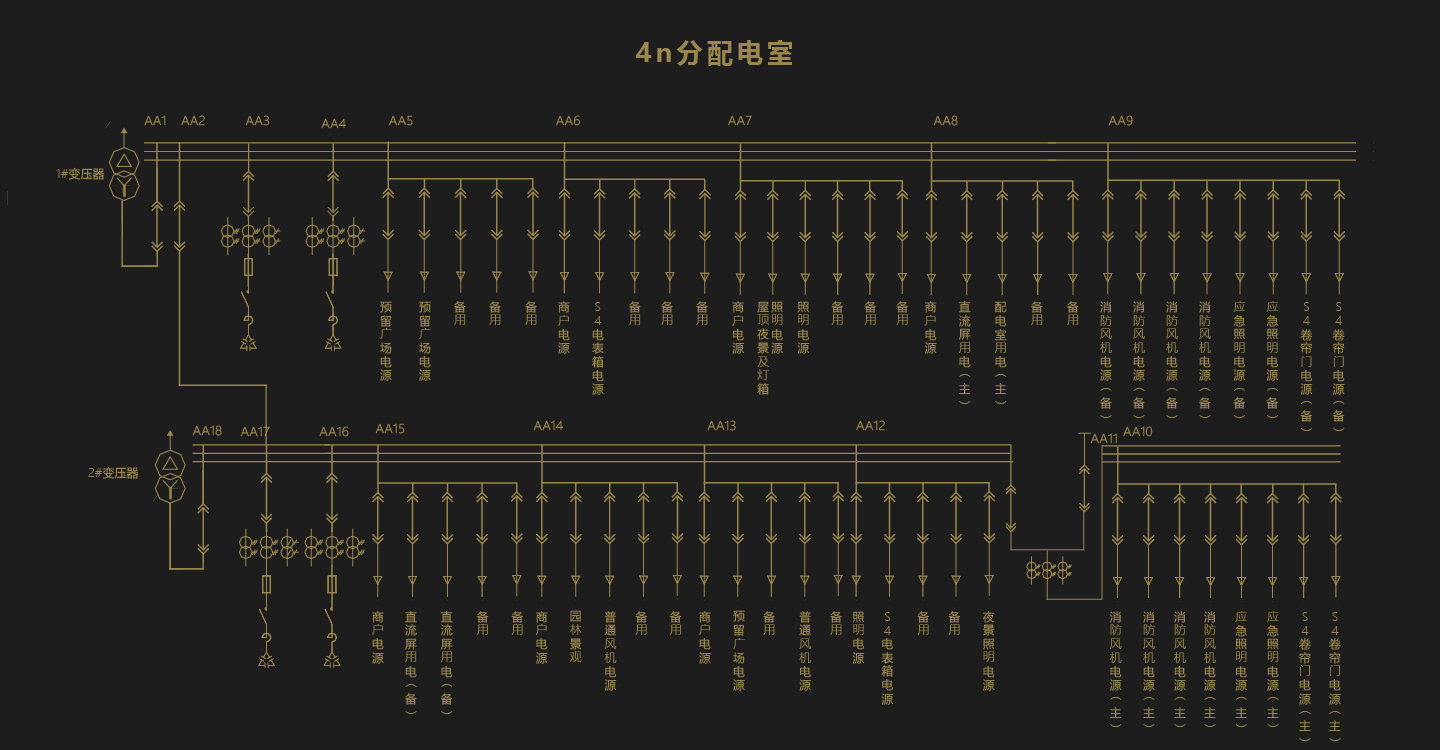 4n分配电室
AA1
AA2
AA3
AA4
AA5
AA6
AA7
AA8
AA9
1#变压器
预留广场电源
预留广场电源
备用
备用
备用
商户电源
S4电表箱电源
备用
备用
备用
商户电源
屋顶夜景及灯箱
照明电源
照明电源
备用
备用
备用
商户电源
直流屏用电(主)
配电室用电(主)
备用
备用
消防风机电源(备)
消防风机电源(备)
消防风机电源(备)
消防风机电源(备)
应急照明电源(备)
应急照明电源(备)
S4卷帘门电源(备)
S4卷帘门电源(备)
AA18
AA17
AA16
AA15
AA14
AA13
AA12
AA11
AA10
2#变压器
商户电源
直流屏用电(备)
直流屏用电(备)
备用
备用
商户电源
园林景观
普通风机电源
备用
备用
商户电源
预留广场电源
备用
普通风机电源
备用
照明电源
S4电表箱电源
备用
备用
夜景照明电源
消防风机电源(主)
消防风机电源(主)
消防风机电源(主)
消防风机电源(主)
应急照明电源(主)
应急照明电源(主)
S4卷帘门电源(主)
S4卷帘门电源(主)